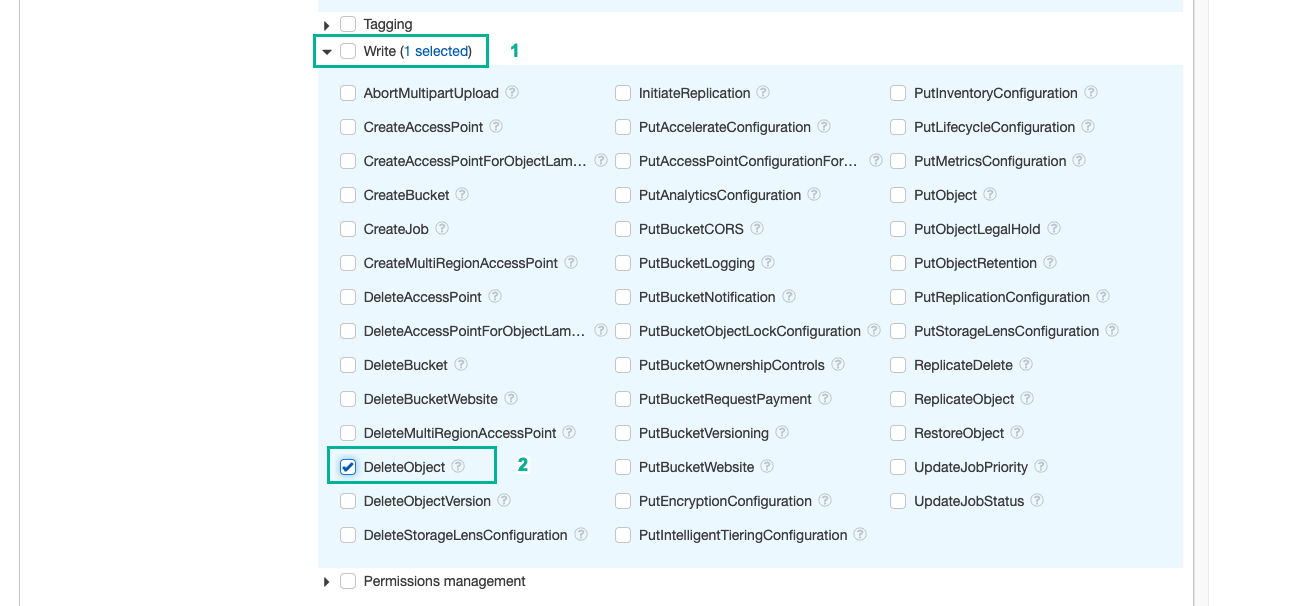 Tagging
Write (1 selected) 1
AbortMultipartUpload ? InitiateReplication ? PutInventoryConfiguration ?
CreateAccessPoint ? PutAccelerateConfiguration ? PutLifecycleConfiguration ?
CreateAccessPointForObjectLam... ? PutAccessPointConfigurationFor... ? PutMetricsConfiguration ?
CreateBucket ? PutAnalyticsConfiguration ? PutObject ?
CreateJob ? PutBucketCORS ? PutObjectLegalHold ?
CreateMultiRegionAccessPoint ? PutBucketLogging ? PutObjectRetention ?
DeleteAccessPoint ? PutBucketNotification ? PutReplicationConfiguration ?
DeleteAccessPointForObjectLam... ? PutBucketObjectLockConfiguration ? PutStorageLensConfiguration ?
DeleteBucket ? PutBucketOwnershipControls ? ReplicateDelete ?
DeleteBucketWebsite ? PutBucketRequestPayment ? ReplicateObject ?
DeleteMultiRegionAccessPoint ? PutBucketVersioning ? RestoreObject ?
DeleteObject ? 2 PutBucketWebsite ? UpdateJobPriority ?
DeleteObjectVersion ? PutEncryptionConfiguration ? UpdateJobStatus ?
DeleteStorageLensConfiguration ? PutIntelligentTieringConfiguration ?
Permissions management